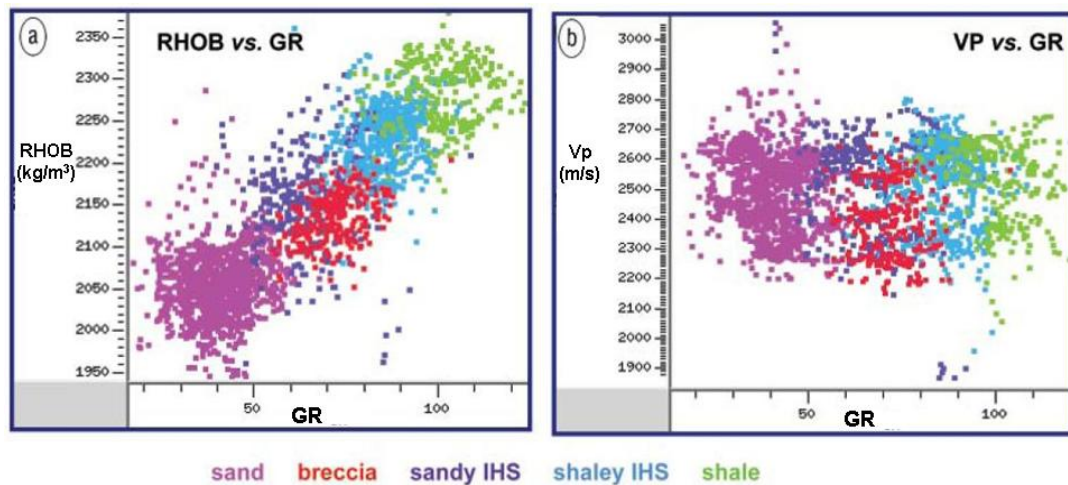 a
RHOB vs. GR
2350
2300
2250
2200
2150
2100
2050
2000
1950
RHOB
(kg/m³)
50
GR
100
b
VP vs. GR
3000
2900
2800
2700
2600
2500
2400
2300
2200
2100
2000
1900
Vp
(m/s)
50
GR
100
sand breccia sandy IHS shaley IHS shale